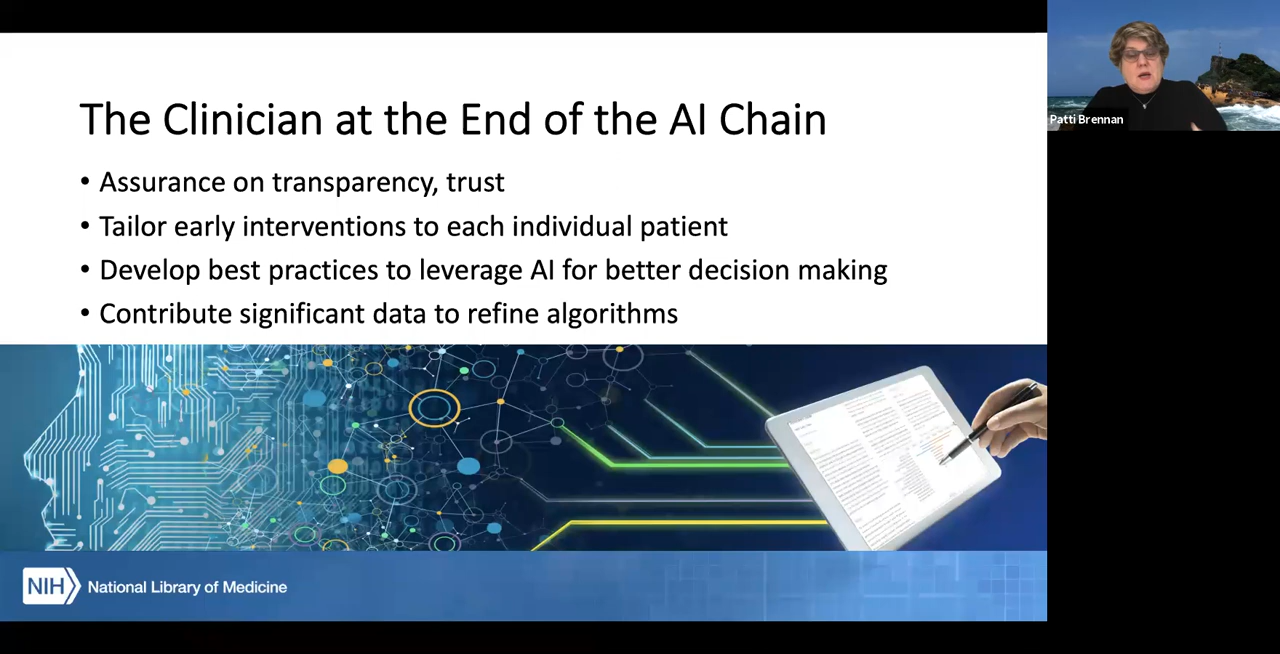 The Clinician at the End of the AI Chain
• Assurance on transparency, trust
• Tailor early interventions to each individual patient
• Develop best practices to leverage AI for better decision making
• Contribute significant data to refine algorithms
NIH National Library of Medicine
Patti Brennan